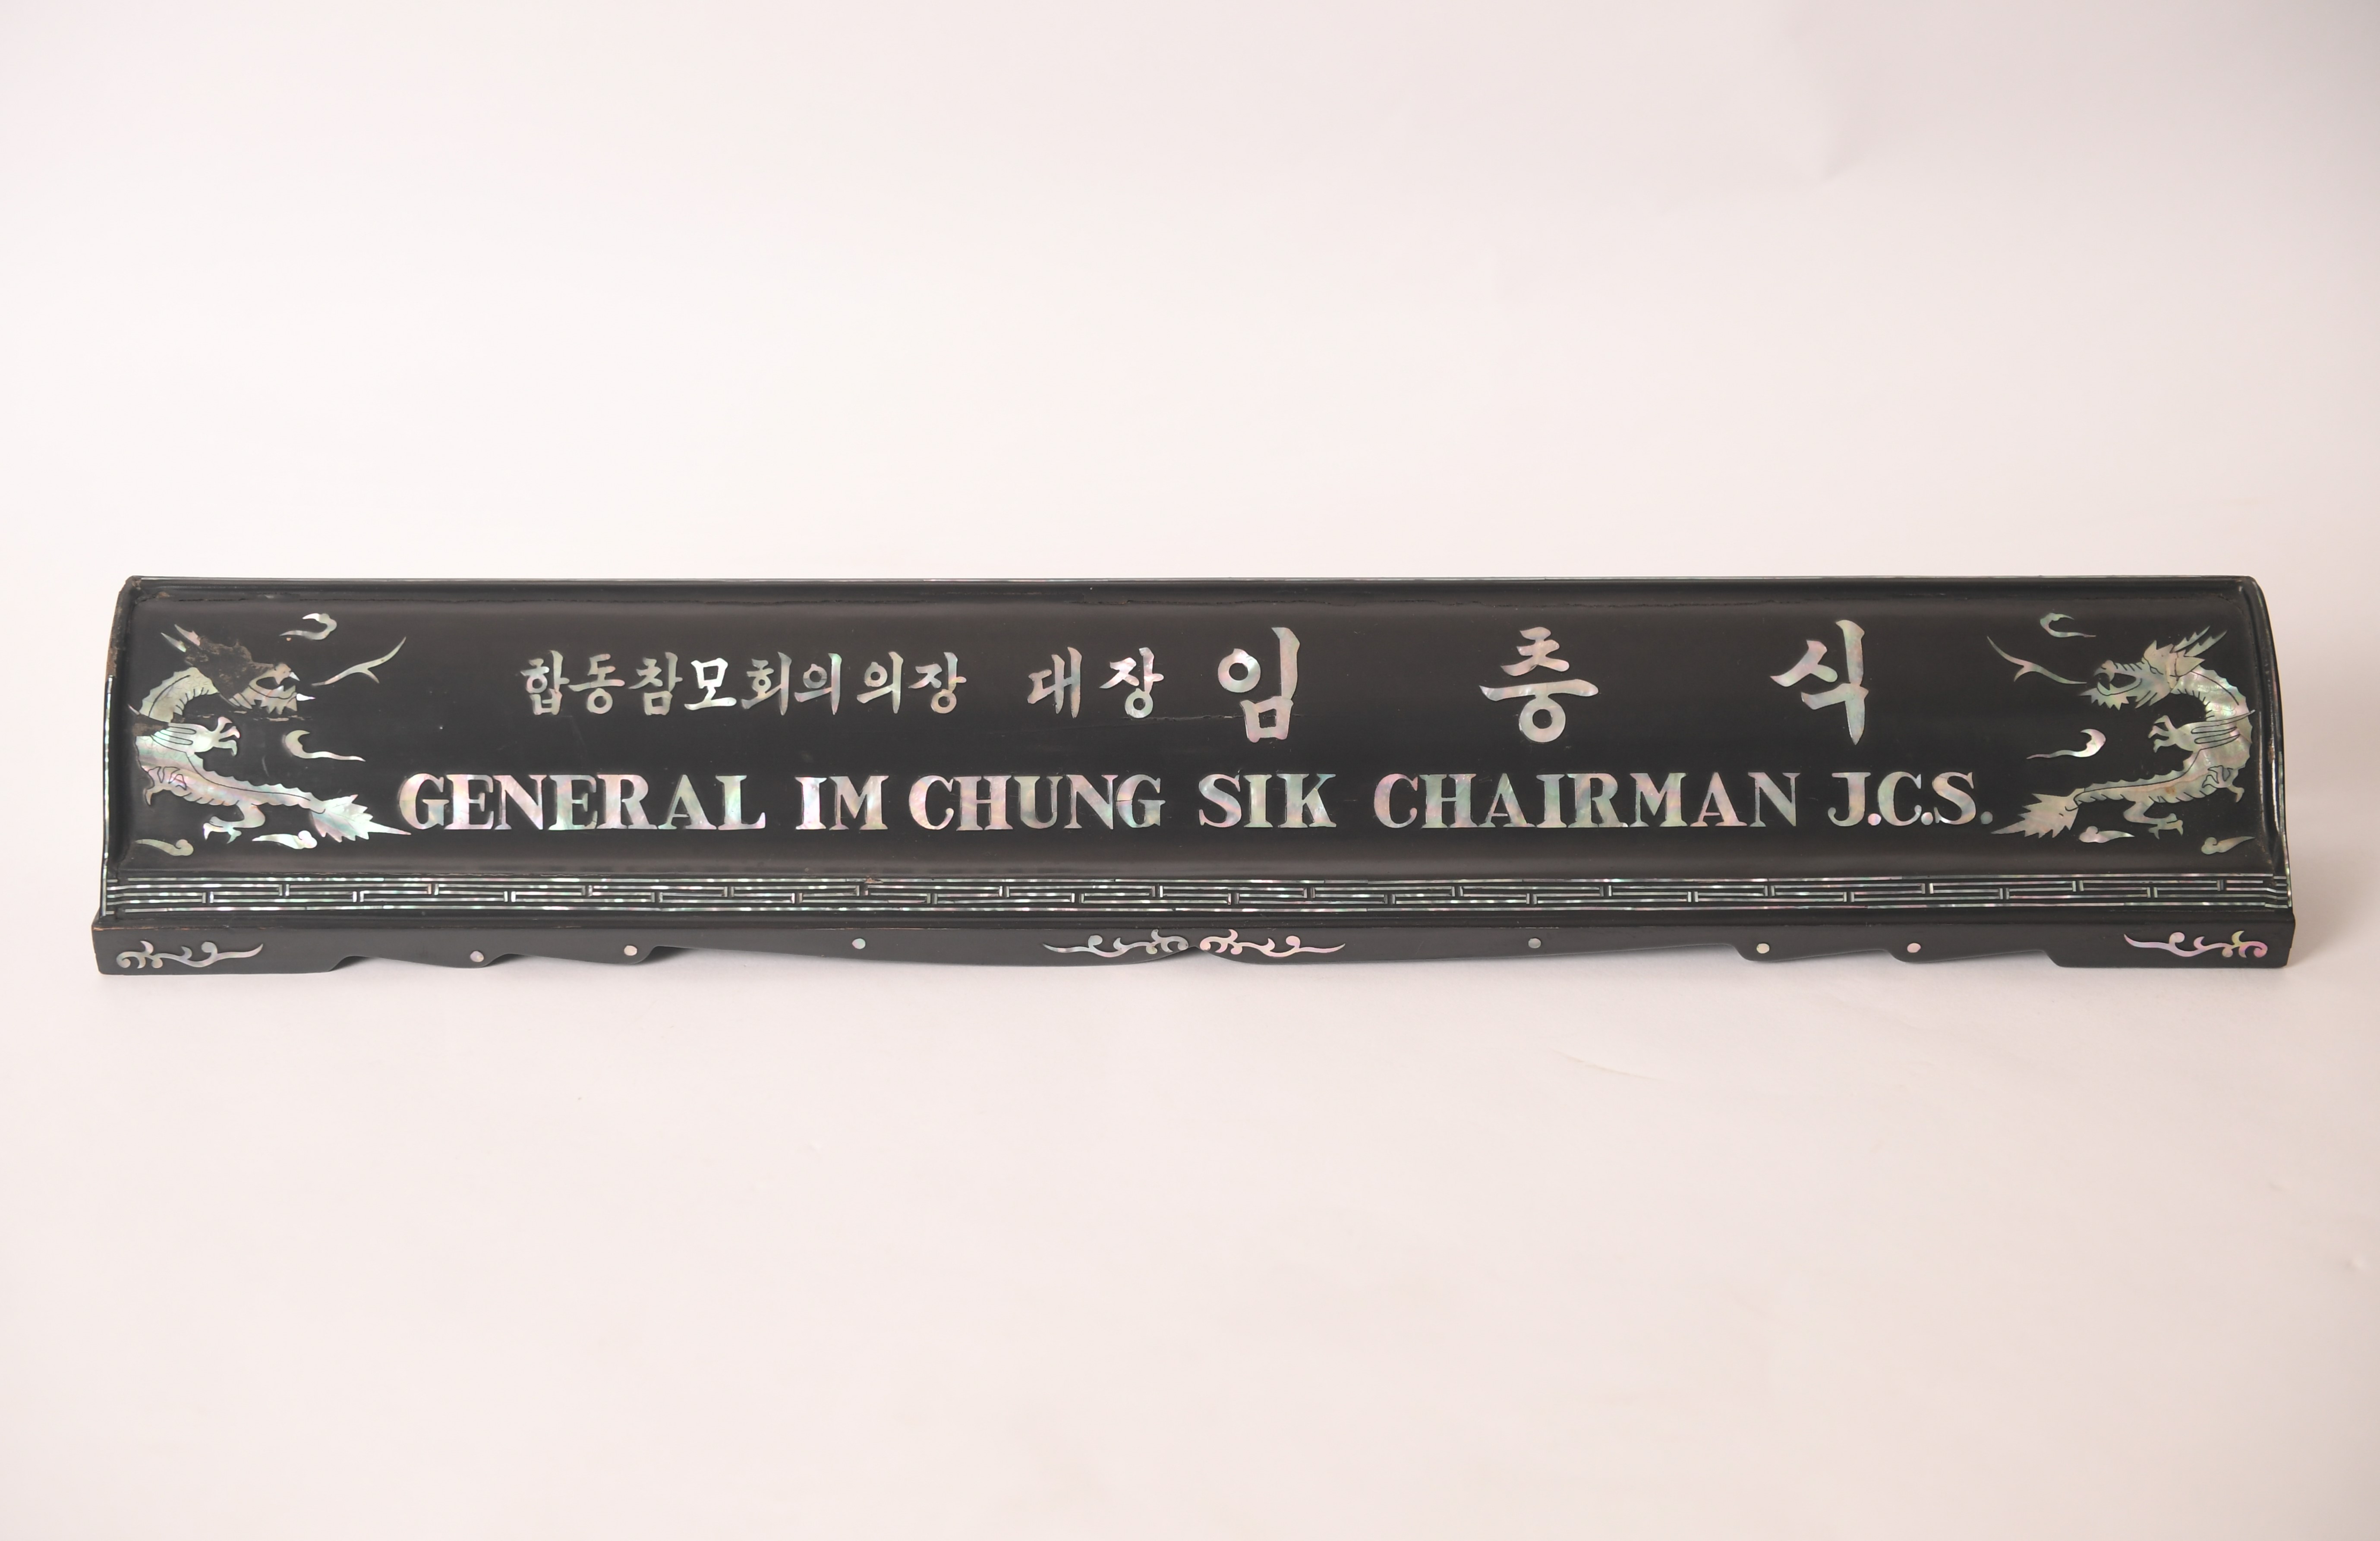 합동참모회의의장 대장 임 충 식
GENERAL IM CHUNG SIK CHAIRMAN J.C.S.